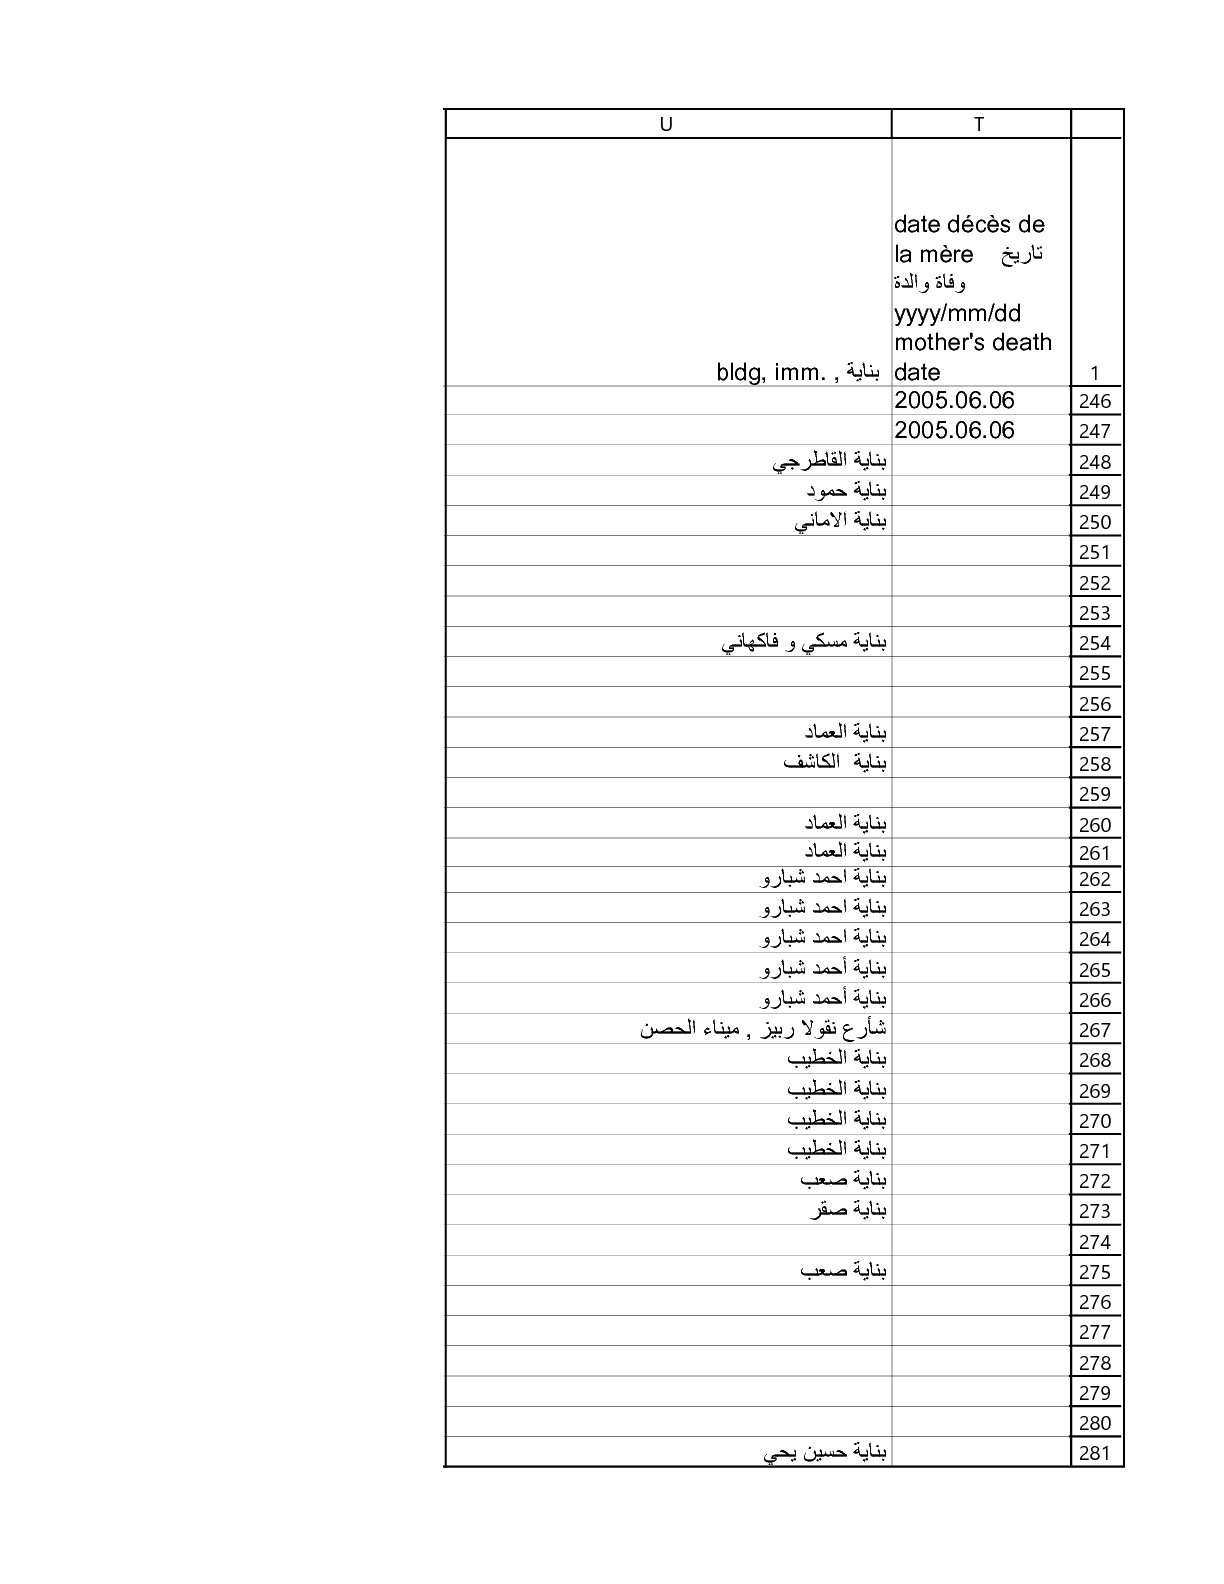 T U
date décès de
la mère تاريخ
وفاة والدة
yyyy/mm/dd
mother's death
date
bldg, imm. , بناية
1
246 2005.06.06
247 2005.06.06
248 بناية القاطرجي
249 بناية حمود
250 بناية الاماني
251
252
253
254 بناية مسكي و فاكهاني
255
256
257 بناية العماد
258 بناية الكاشف
259
260 بناية العماد
261 بناية العماد
262 بناية احمد شبارو
263 بناية احمد شبارو
264 بناية احمد شبارو
265 بناية أحمد شبارو
266 بناية أحمد شبارو
267 شأرع نقولا ربيز , ميناء الحصن
268 بناية الخطيب
269 بناية الخطيب
270 بناية الخطيب
271 بناية الخطيب
272 بناية صعب
273 بناية صقر
274
275 بناية صعب
276
277
278
279
280
281 بناية حسين يحي